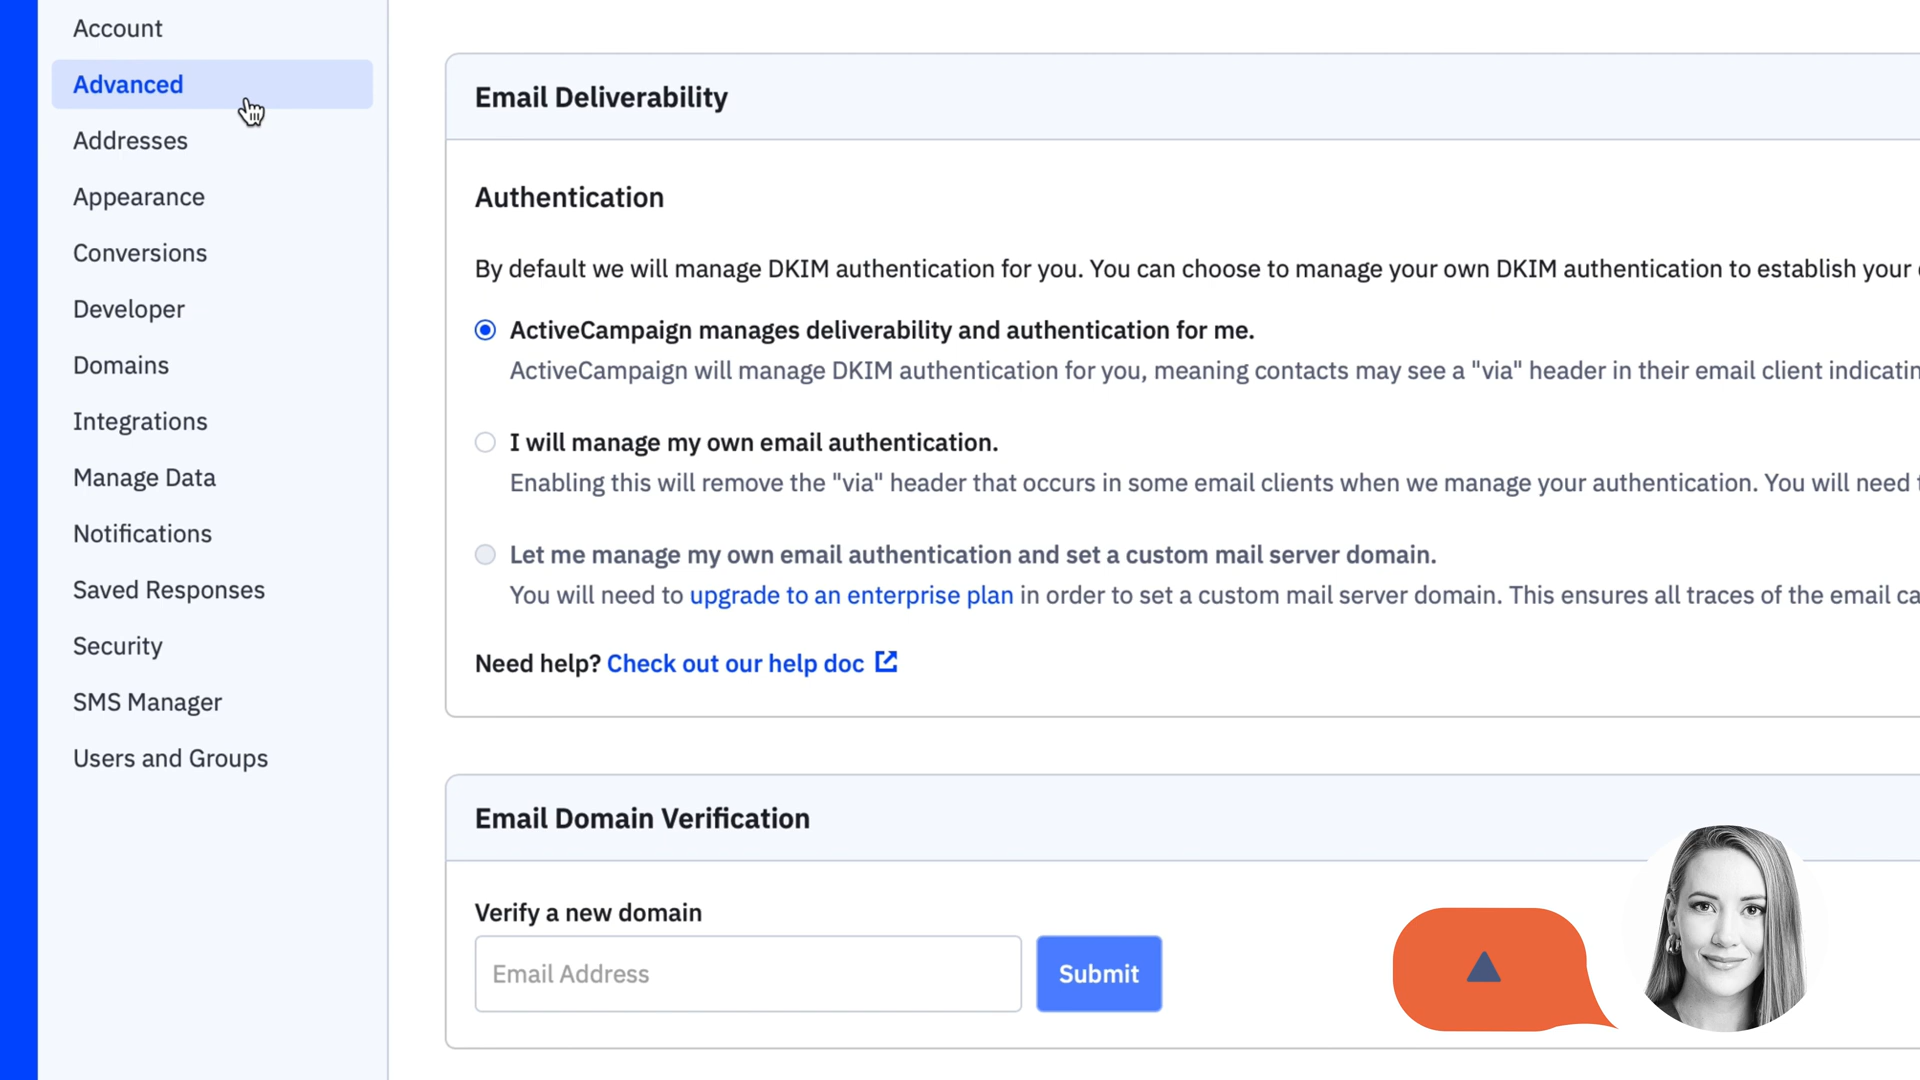 Account
Advanced
Addresses
Appearance
Conversions
Developer
Domains
Integrations
Manage Data
Notifications
Saved Responses
Security
SMS Manager
Users and Groups
Email Deliverability
Authentication
By default we will manage DKIM authentication for you. You can choose to manage your own DKIM authentication to establish your
ActiveCampaign manages deliverability and authentication for me.
ActiveCampaign will manage DKIM authentication for you, meaning contacts may see a "via" header in their email client
I will manage my own email authentication.
Enabling this will remove the "via" header that occurs in some email clients when we manage your authentication. You will need
Let me manage my own email authentication and set a custom mail server domain.
You will need to upgrade to an enterprise plan in order to set a custom mail server domain. This ensures all traces of the email
Need help? Check out our help doc
Email Domain Verification
Verify a new domain
Email Address
Submit